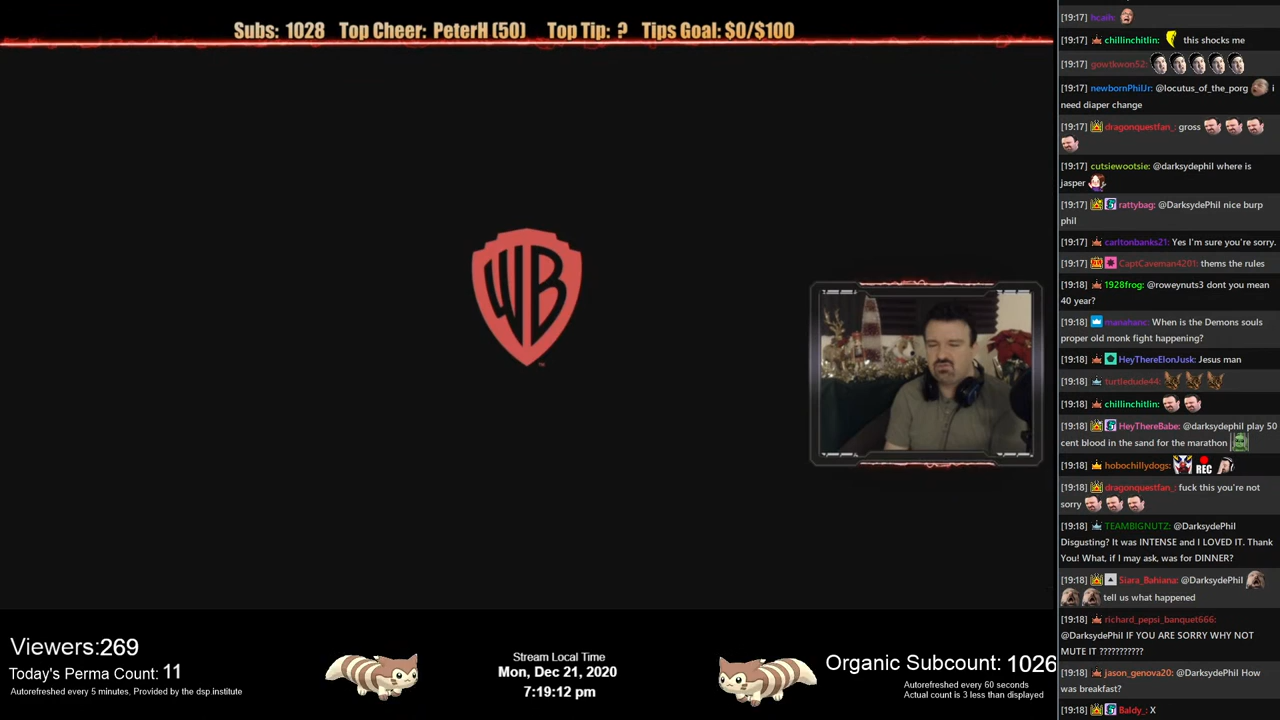 Subs: 1028 Top Cheer: PeterH (50) Top Tip: ? Tips Goal: $0/$100
WB
™
REC
Viewers:269
Today's Perma Count: 11
Autorefreshed every 5 minutes. Provided by the dsp institute
Stream Local Time
Mon, Dec 21, 2020
7:19:12 pm
Organic Subcount: 1026
Autorefreshed every 60 seconds
Actual count is 3 less than displayed
[19:17] hcaih:
[19:17] chillinchitlin: this shocks me
[19:17] gowtkwon52:
[19:17] newbornPhilJr: @locutus_of_the_porg i
need diaper change
[19:17] dragonquestfan_: gross
[19:17] cutsiewootsie: @darksydephil where is
jasper
[19:17] rattybag: @DarksydePhil nice burp
phil
[19:17] carltonbanks21: Yes I'm sure you're sorry.
[19:17] CaptCaveman4201: thems the rules
[19:18] 1928frog: @roweynuts3 dont you mean
40 year?
[19:18] manahanc: When is the Demons souls
proper old monk fight happening?
[19:18] HeyThereElonJusk: Jesus man
[19:18] turtledude44:
[19:18] chillinchitlin:
[19:18] HeyThereBabe: @darksydephil play 50
cent blood in the sand for the marathon
[19:18] hobochillydogs:
[19:18] dragonquestfan_: fuck this you're not
sorry
[19:18] TEAMBIGNUTZ: @DarksydePhil
Disgusting? It was INTENSE and I LOVED IT. Thank
You! What, if I may ask, was for DINNER?
[19:18] Siara_Bahiana: @DarksydePhil
tell us what happened
[19:18] richard_pepsi_banquet666:
@DarksydePhil IF YOU ARE SORRY WHY NOT
MUTE IT ???????????
[19:18] jason_genova20: @DarksydePhil How
was breakfast?
[19:18] Baldy_: X